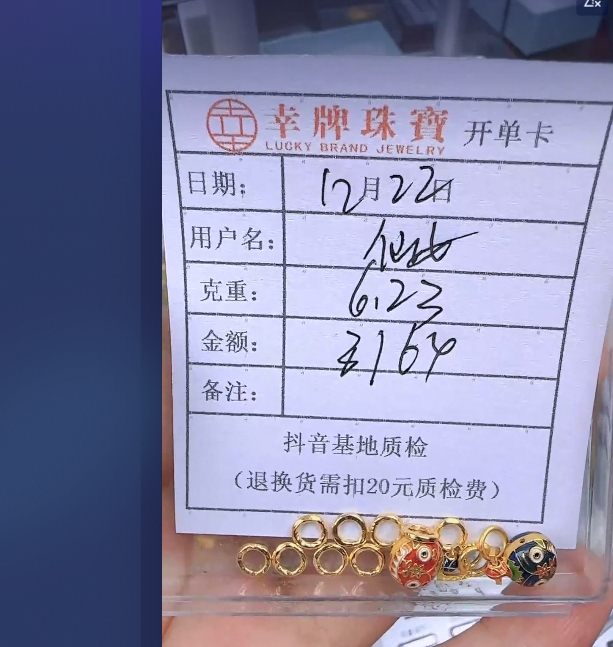 幸牌珠寶 开单卡
LUCKY BRAND JEWELRY
日期： 12月22日
用户名：
克重： 6.23
金额： 3164
备注：
抖音基地质检
（退换货需扣20元质检费）